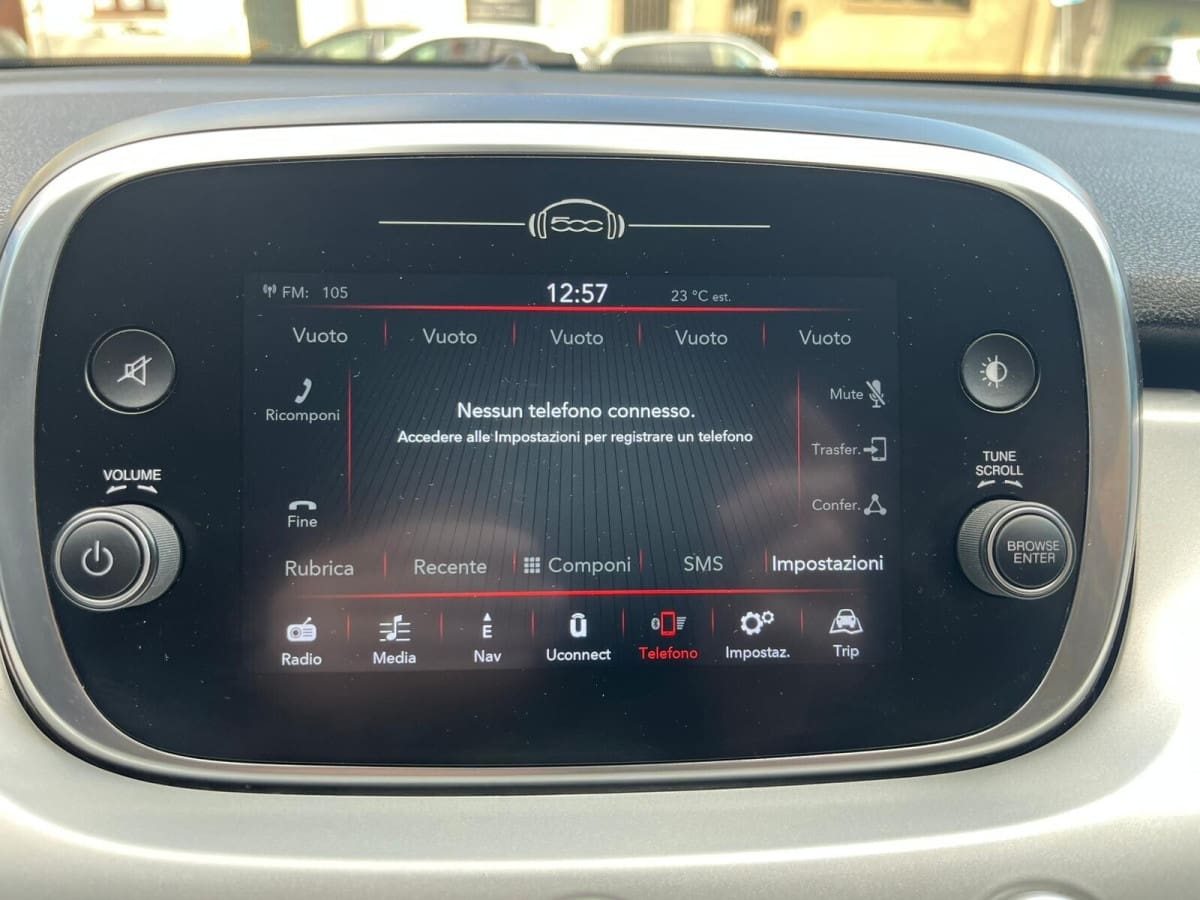 500
FM: 105
12:57
23 °C est.
Vuoto Vuoto Vuoto Vuoto Vuoto
Nessun telefono connesso.
Accedere alle Impostazioni per registrare un telefono
Ricomponi
Fine
Mute
Trasfer.
Confer.
Rubrica Recente Componi SMS Impostazioni
E
Radio Media Nav Uconnect Telefono Impostaz. Trip
VOLUME
TUNE
SCROLL
BROWSE
ENTER